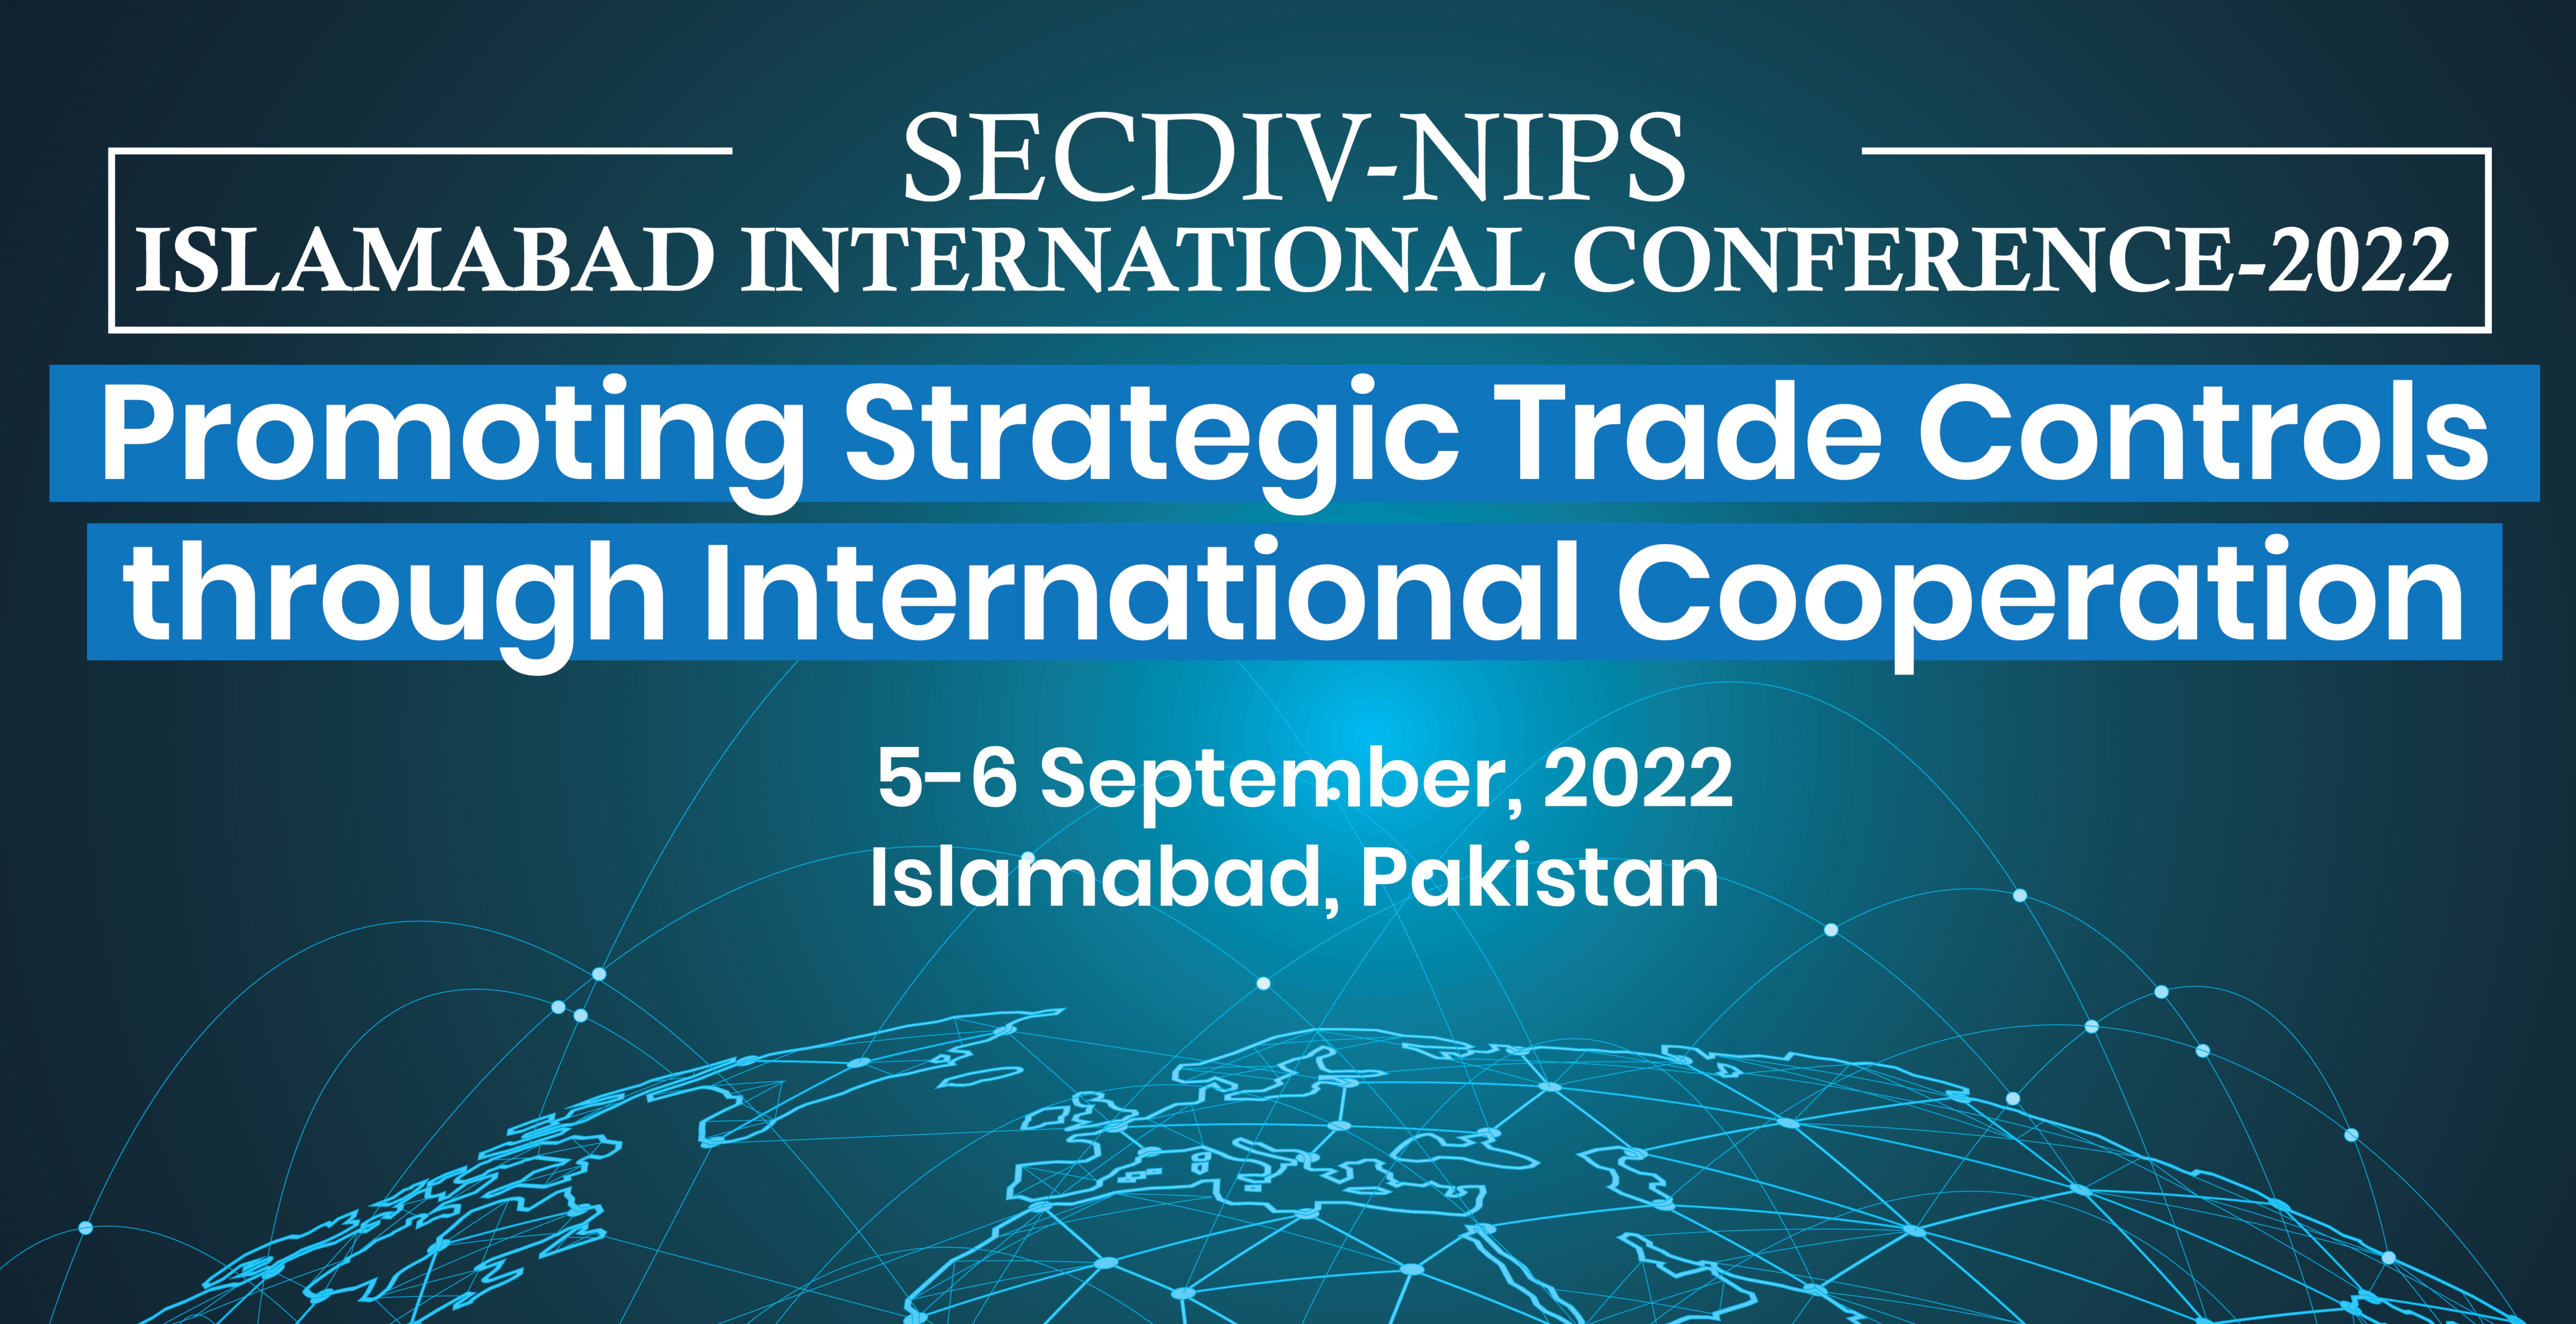 SECDIV-NIPS
ISLAMABAD INTERNATIONAL CONFERENCE-2022
Promoting Strategic Trade Controls
through International Cooperation
5-6 September, 2022
Islamabad, Pakistan